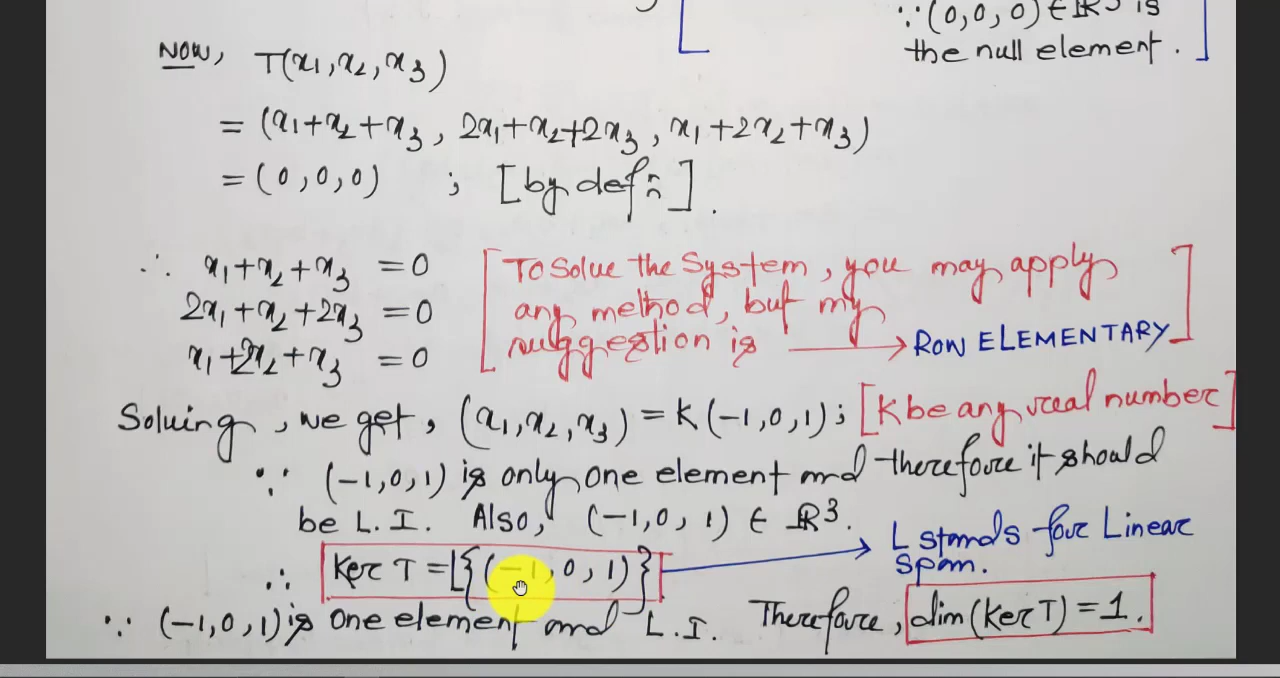 ∵ (0,0,0) ∈ ℝ³ is
the null element.
Now, T(x₁,x₂,x₃)
= (x₁+x₂+x₃, 2x₁+x₂+2x₃, x₁+2x₂+x₃)
= (0,0,0) ; [by defn:].
∴ x₁+x₂+x₃ = 0
2x₁+x₂+2x₃ = 0
x₁+2x₂+x₃ = 0
[To Solve the System, you may apply
any method, but my
suggestion is → ROW ELEMENTARY]
Solving, we get, (x₁,x₂,x₃) = K(-1,0,1); [K be any real number]
∵ (-1,0,1) is only one element and therefore it should
be L.I. Also, (-1,0,1) ∈ ℝ³.
∴ Ker T = L{(-1,0,1)} → L stands for Linear
span.
∵ (-1,0,1) is one element and L.I. Therefore, dim(Ker T) = 1.